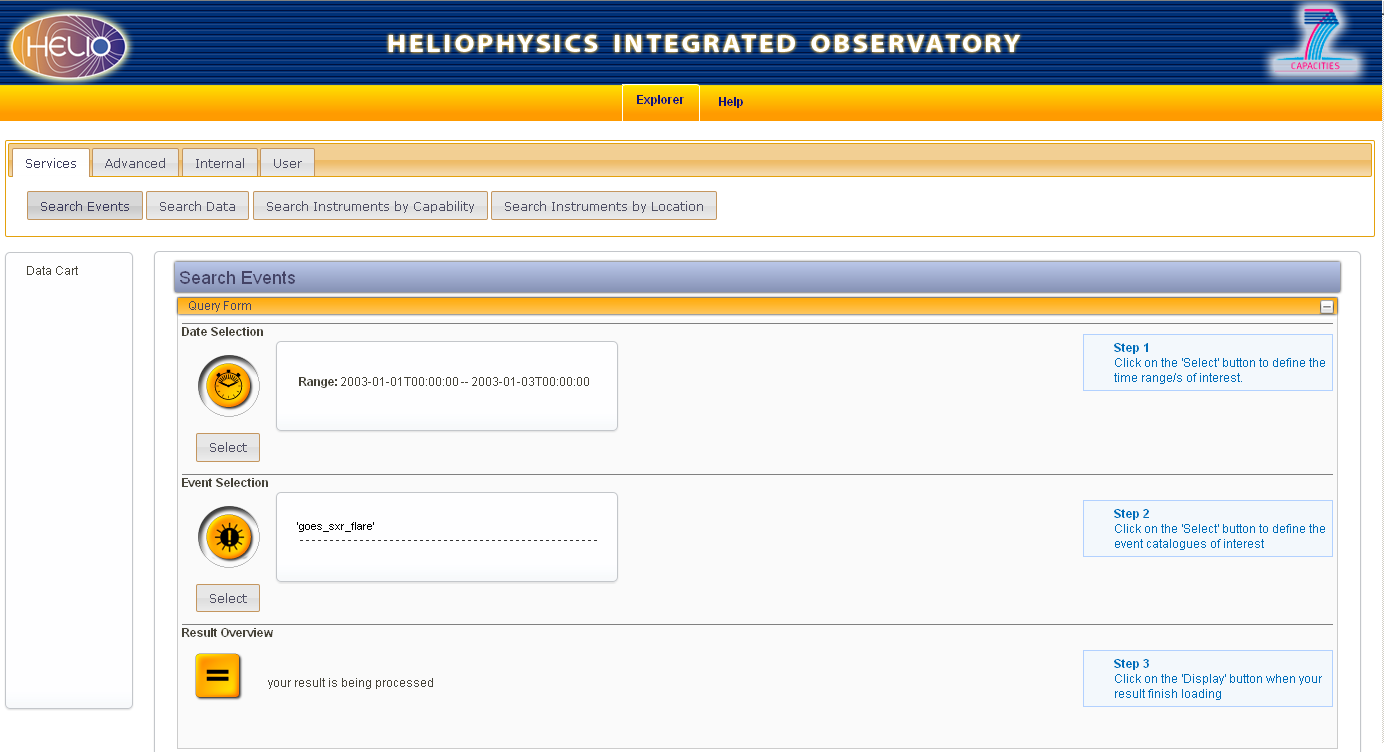 HELIO
HELIOPHYSICS INTEGRATED OBSERVATORY
7
CAPACITIES
Explorer Help
Services Advanced Internal User
Search Events Search Data Search Instruments by Capability Search Instruments by Location
Data Cart
Search Events
Query Form
Date Selection
Range: 2003-01-01T00:00:00 -- 2003-01-03T00:00:00
Select
Step 1
Click on the 'Select' button to define the
time range/s of interest.
Event Selection
'goes_sxr_flare'
--------------------------------------------------
Select
Step 2
Click on the 'Select' button to define the
event catalogues of interest
Result Overview
=
your result is being processed
Step 3
Click on the 'Display' button when your
result finish loading